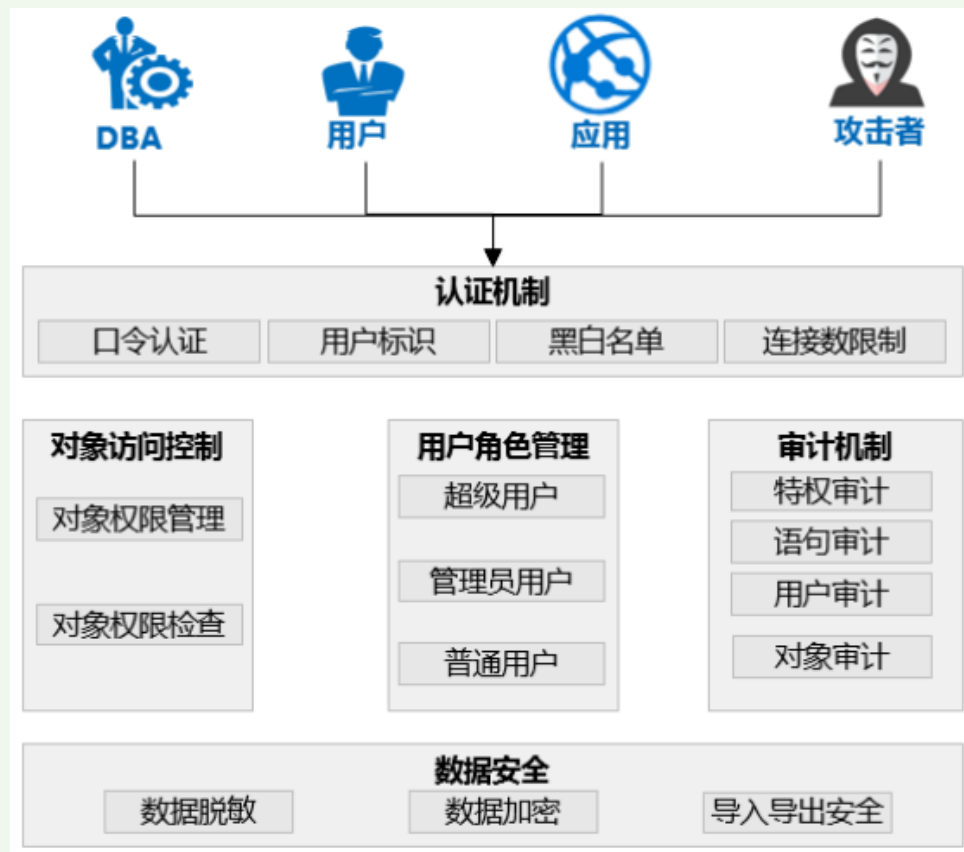 DBA
用户
应用
攻击者
认证机制
口令认证
用户标识
黑白名单
连接数限制
对象访问控制
对象权限管理
对象权限检查
用户角色管理
超级用户
管理员用户
普通用户
审计机制
特权审计
语句审计
用户审计
对象审计
数据安全
数据脱敏
数据加密
导入导出安全